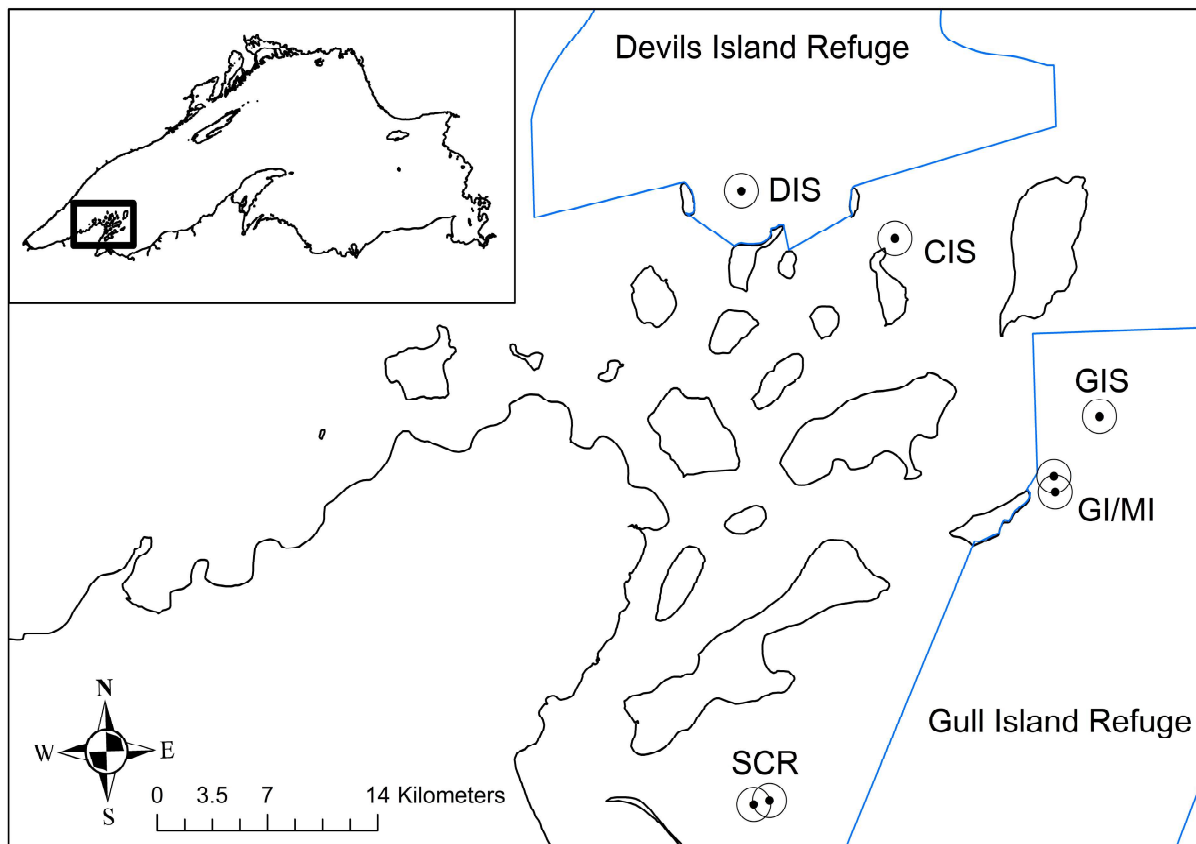 Devils Island Refuge
DIS
CIS
GIS
GI/MI
Gull Island Refuge
SCR
N
W E
S
0 3.5 7 14 Kilometers